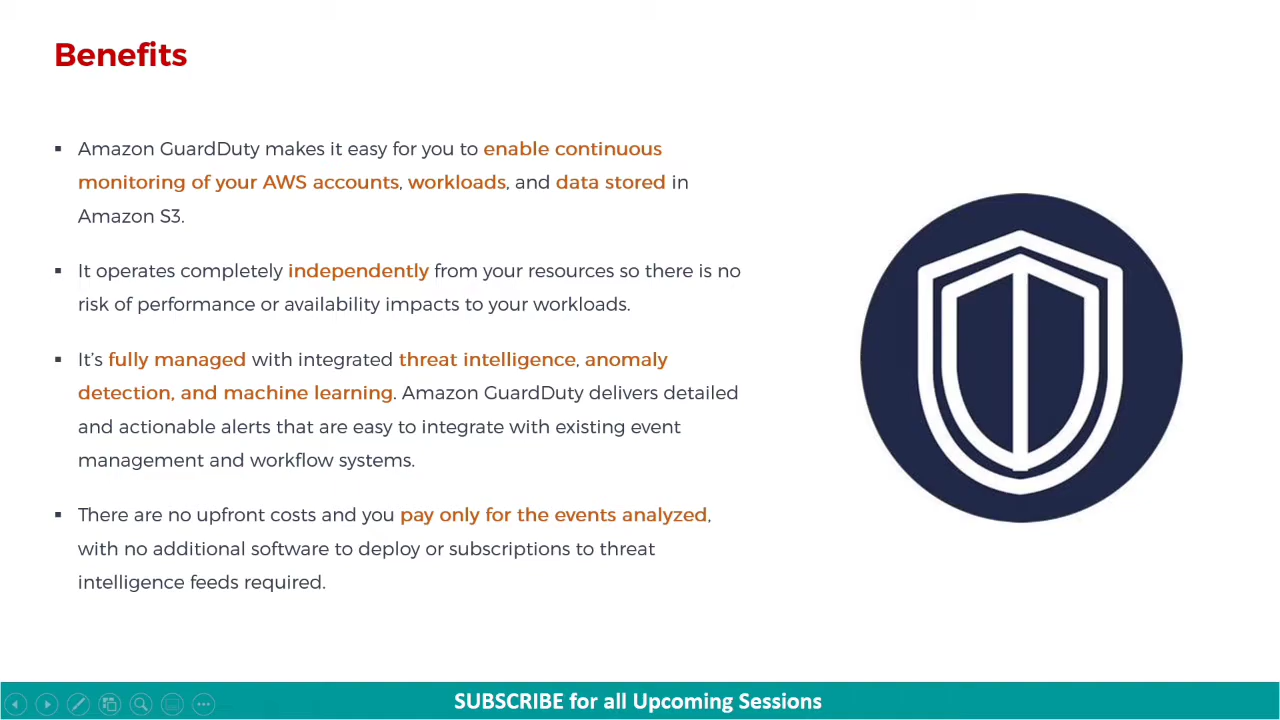 Benefits
▪ Amazon GuardDuty makes it easy for you to enable continuous
monitoring of your AWS accounts, workloads, and data stored in
Amazon S3.
▪ It operates completely independently from your resources so there is no
risk of performance or availability impacts to your workloads.
▪ It’s fully managed with integrated threat intelligence, anomaly
detection, and machine learning. Amazon GuardDuty delivers detailed
and actionable alerts that are easy to integrate with existing event
management and workflow systems.
▪ There are no upfront costs and you pay only for the events analyzed,
with no additional software to deploy or subscriptions to threat
intelligence feeds required.
SUBSCRIBE for all Upcoming Sessions